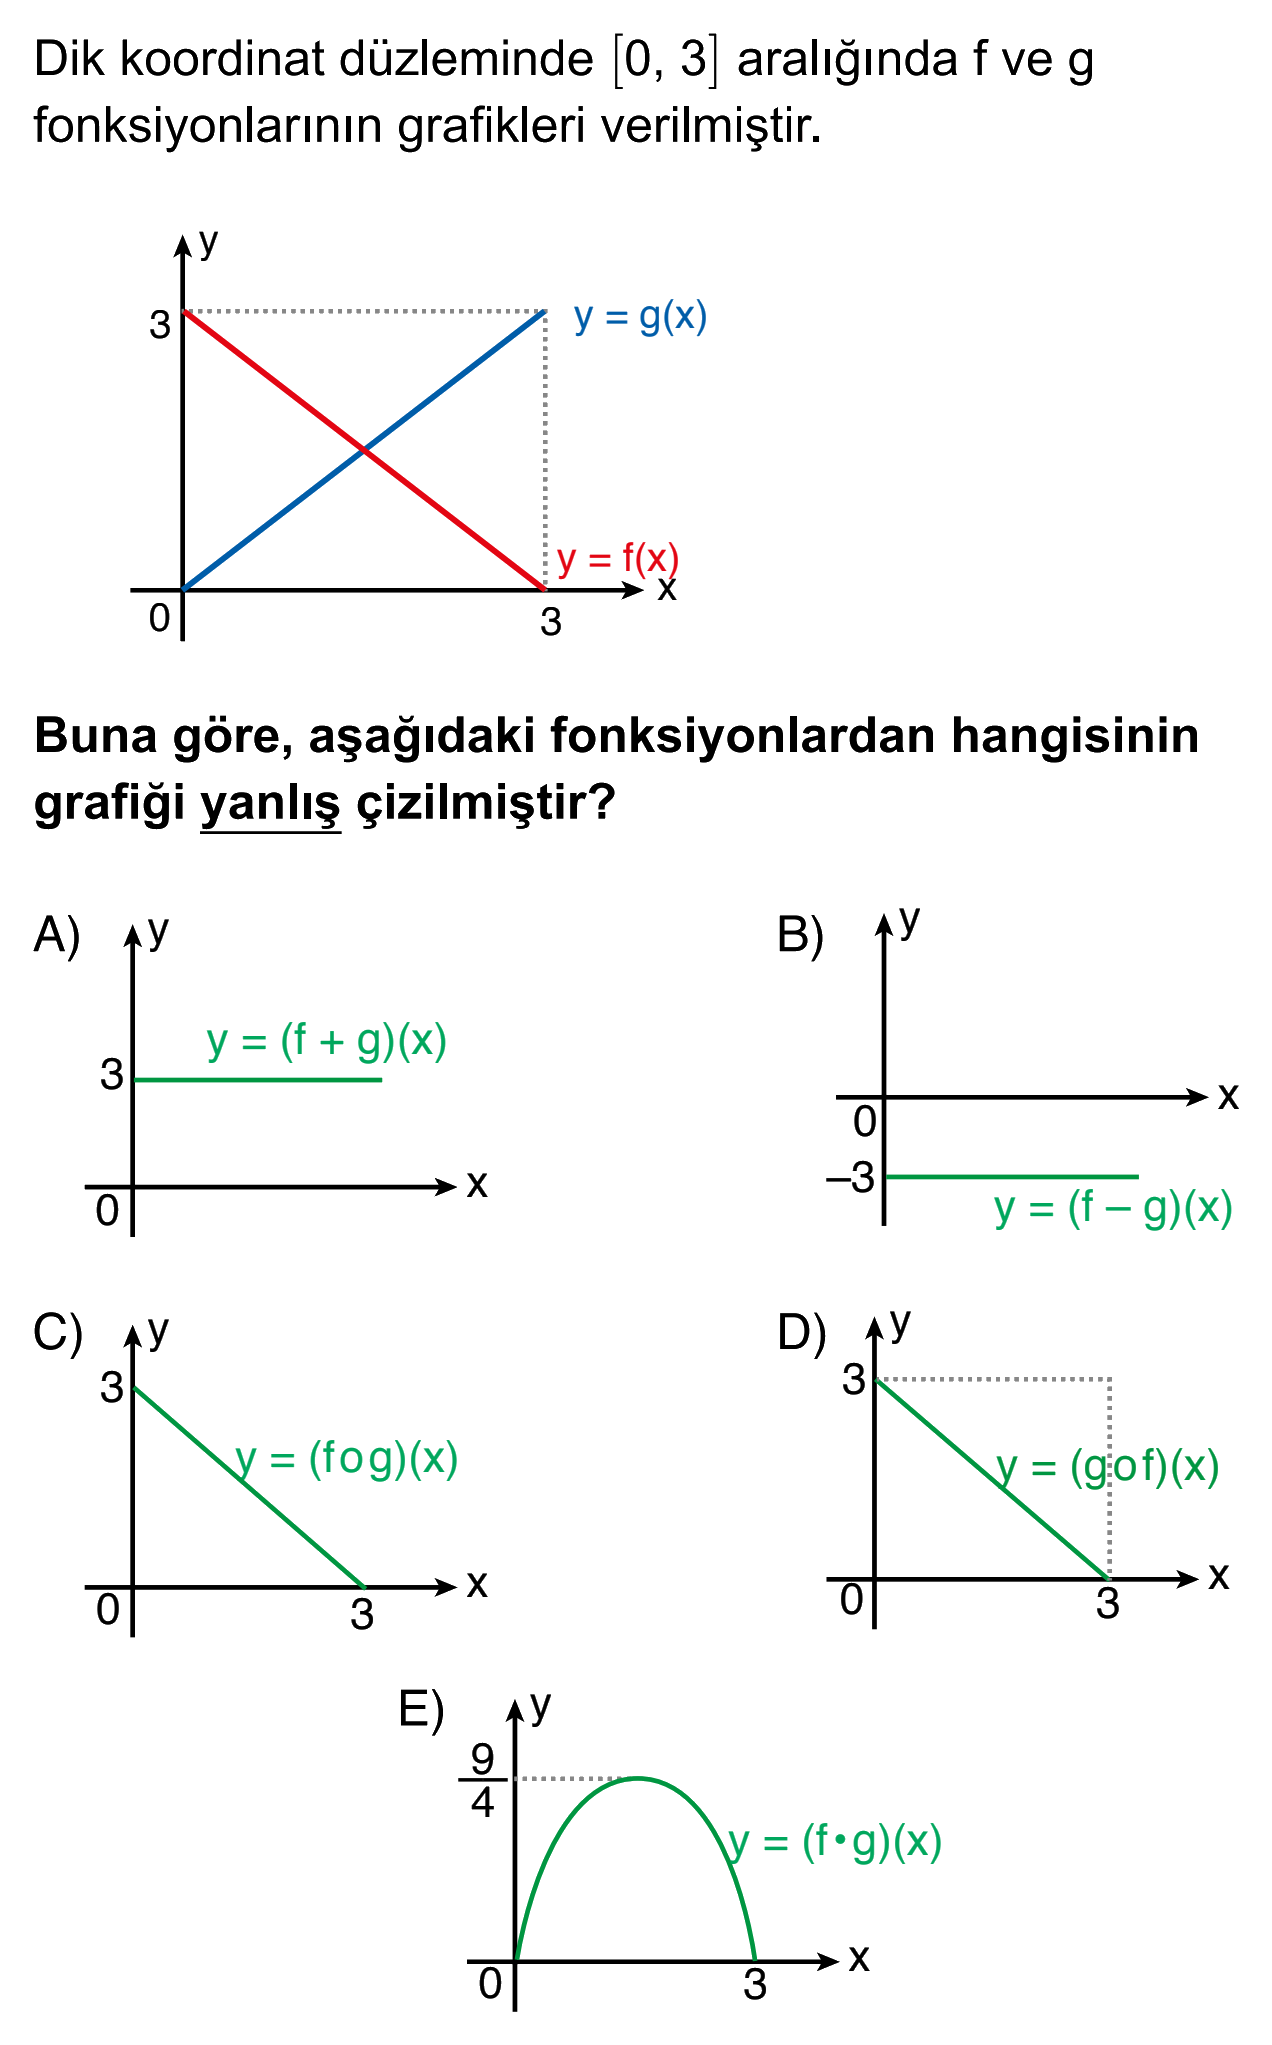 Dik koordinat düzleminde [0, 3] aralığında f ve g
fonksiyonlarının grafikleri verilmiştir.
y
3
y = g(x)
y = f(x)
x
0
3
Buna göre, aşağıdaki fonksiyonlardan hangisinin
grafiği yanlış çizilmiştir?
A)
y
y = (f + g)(x)
3
x
0
B)
y
x
0
–3
y = (f – g)(x)
C)
y
3
y = (fog)(x)
x
0
3
D)
y
3
y = (gof)(x)
x
0
3
E)
y
9
4
y = (f•g)(x)
x
0
3